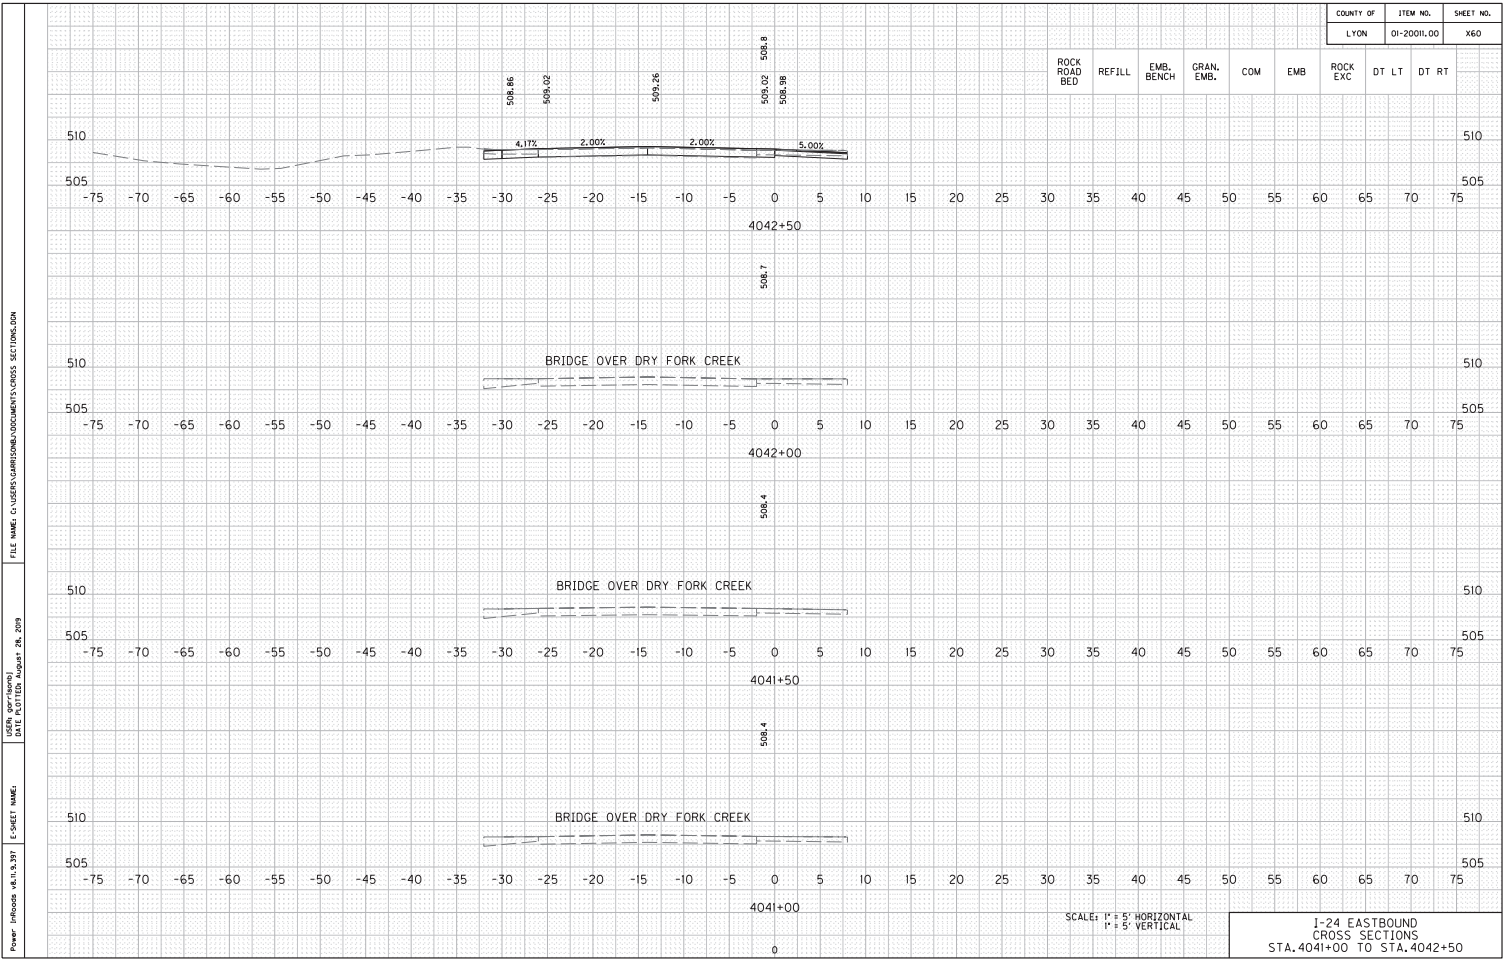 COUNTY OF ITEM NO. SHEET NO.
LYON 01-20011.00 X60
ROCK ROAD BED REFILL EMB. BENCH GRAN. EMB. COM EMB ROCK EXC DT LT DT RT
508.86 509.02 509.26 509.02 508.98 508.8
510 510
4.17% 2.00% 2.00% 5.00%
505 505
-75 -70 -65 -60 -55 -50 -45 -40 -35 -30 -25 -20 -15 -10 -5 0 5 10 15 20 25 30 35 40 45 50 55 60 65 70 75
4042+50
508.7
BRIDGE OVER DRY FORK CREEK
510 510
505 505
-75 -70 -65 -60 -55 -50 -45 -40 -35 -30 -25 -20 -15 -10 -5 0 5 10 15 20 25 30 35 40 45 50 55 60 65 70 75
4042+00
508.4
BRIDGE OVER DRY FORK CREEK
510 510
505 505
-75 -70 -65 -60 -55 -50 -45 -40 -35 -30 -25 -20 -15 -10 -5 0 5 10 15 20 25 30 35 40 45 50 55 60 65 70 75
4041+50
508.4
BRIDGE OVER DRY FORK CREEK
510 510
505 505
-75 -70 -65 -60 -55 -50 -45 -40 -35 -30 -25 -20 -15 -10 -5 0 5 10 15 20 25 30 35 40 45 50 55 60 65 70 75
4041+00
0
SCALE: 1" = 5' HORIZONTAL
1" = 5' VERTICAL
I-24 EASTBOUND
CROSS SECTIONS
STA. 4041+00 TO STA. 4042+50
FILE NAME: C:\USERS\GARRISONBJ\DOCUMENTS\CROSS SECTIONS.DGN
USER: garrisonbj
DATE PLOTTED: August 28, 2019
E-SHEET NAME:
Power InRoads v8.11.9.397